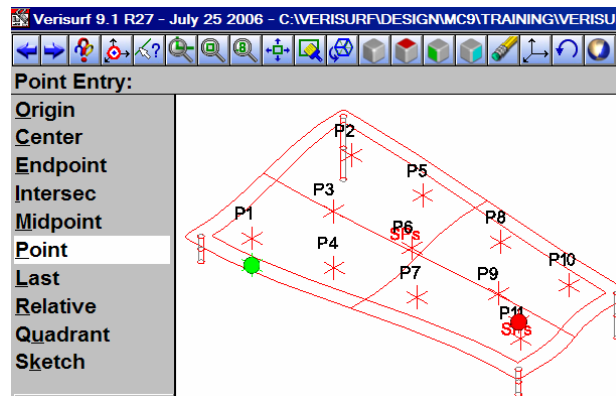 Verisurf 9.1 R27 - July 25 2006 - C:\VERISURF\DESIGN\MC9\TRAINING\VERISU
Point Entry:
Origin
Center
Endpoint
Intersec
Midpoint
Point
Last
Relative
Quadrant
Sketch
P2
P5
P3
P1
P6
SPs
P8
P4
P10
P7
P9
P11
SPs